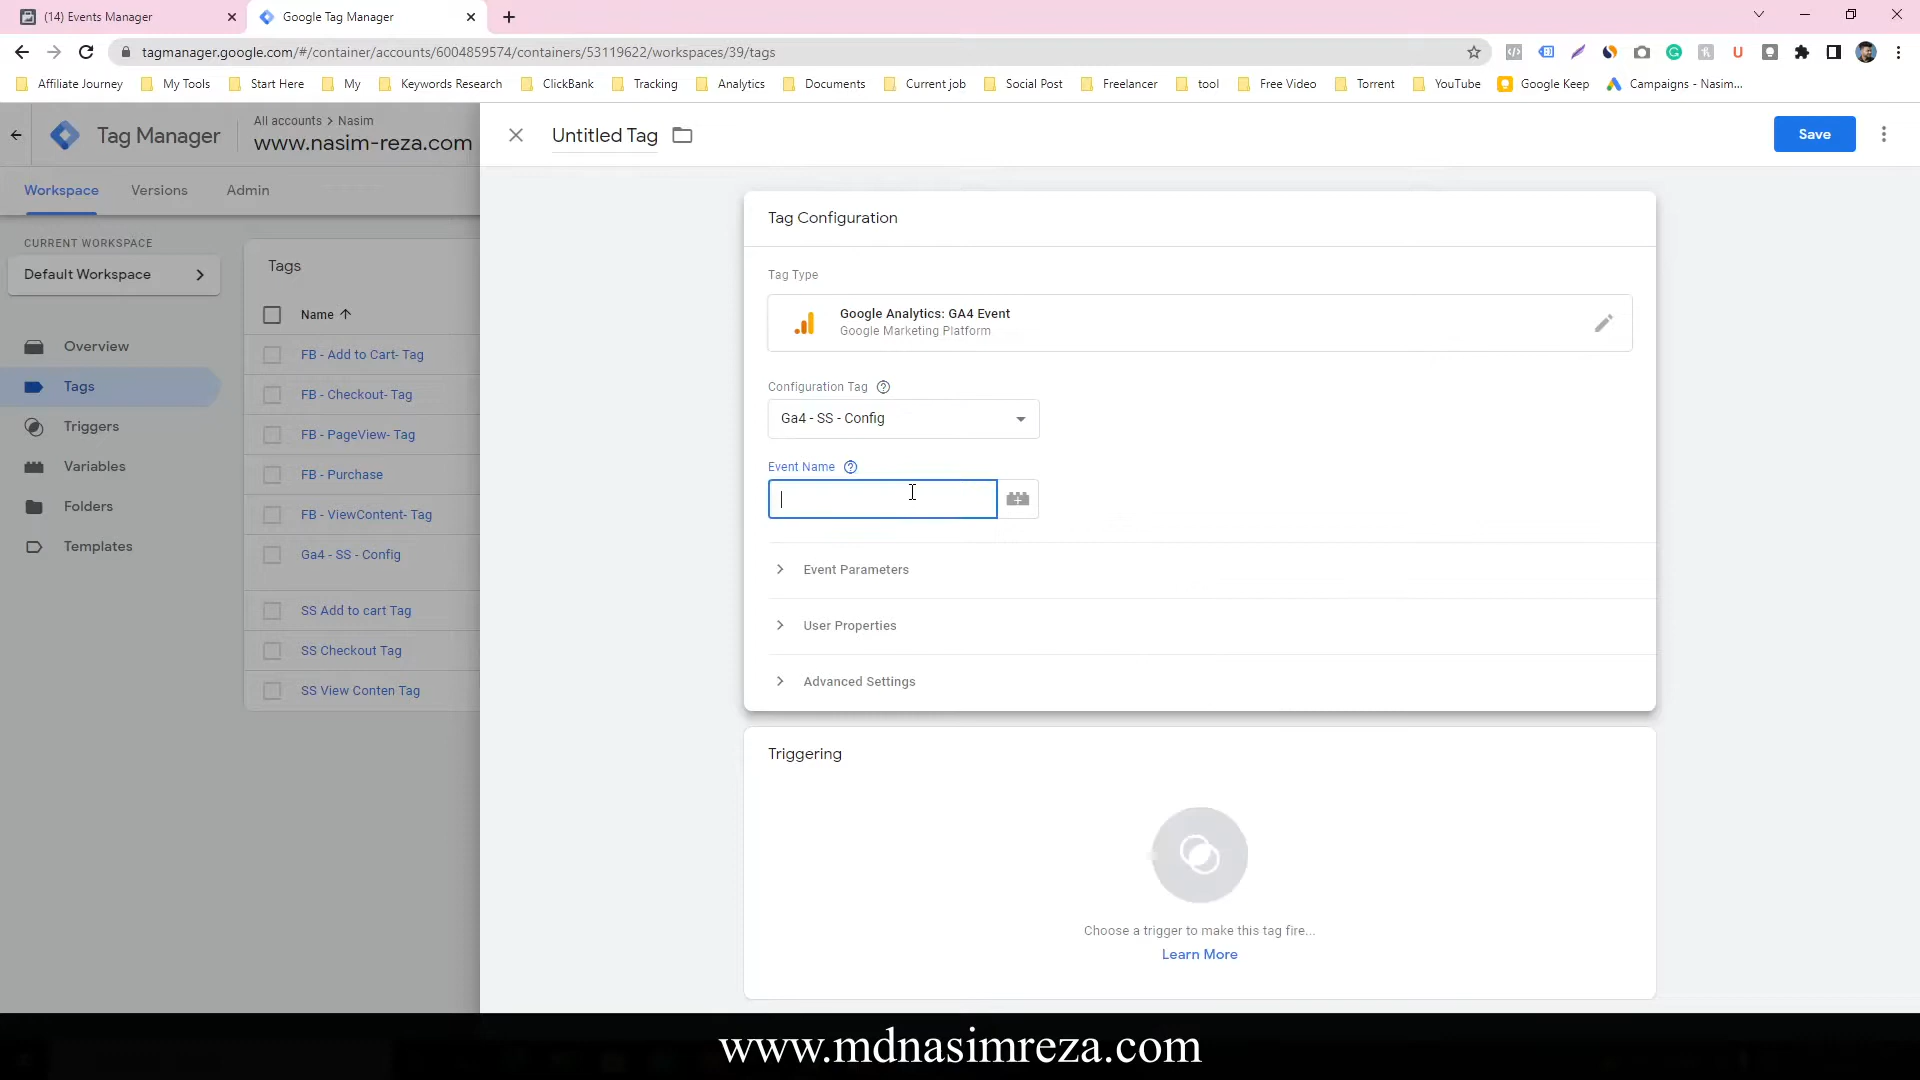 (14) Events Manager
Google Tag Manager
tagmanager.google.com/#/container/accounts/6004859574/containers/53119622/workspaces/39/tags
Affiliate Journey
My Tools
Start Here
My
Keywords Research
ClickBank
Tracking
Analytics
Documents
Current job
Social Post
Freelancer
tool
Free Video
Torrent
YouTube
Google Keep
Campaigns - Nasim...
Tag Manager
All accounts > Nasim
www.nasim-reza.com
Untitled Tag
Save
Workspace
Versions
Admin
CURRENT WORKSPACE
Default Workspace
Overview
Tags
Triggers
Variables
Folders
Templates
Tags
Name
FB - Add to Cart- Tag
FB - Checkout- Tag
FB - PageView- Tag
FB - Purchase
FB - ViewContent- Tag
Ga4 - SS - Config
SS Add to cart Tag
SS Checkout Tag
SS View Conten Tag
Tag Configuration
Tag Type
Google Analytics: GA4 Event
Google Marketing Platform
Configuration Tag
Ga4 - SS - Config
Event Name
Event Parameters
User Properties
Advanced Settings
Triggering
Choose a trigger to make this tag fire...
Learn More
www.mdnasimreza.com